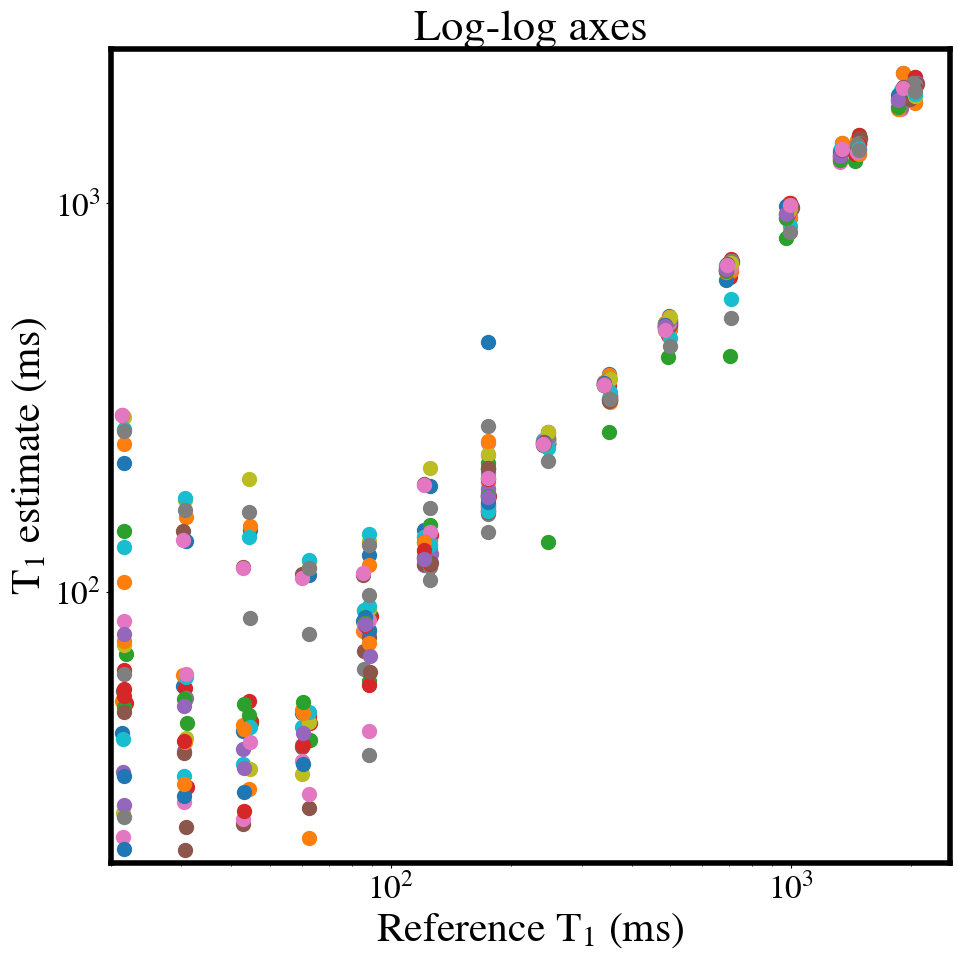 Log-log axes
T₁ estimate (ms)
10³
10²
10²
10³
Reference T₁ (ms)